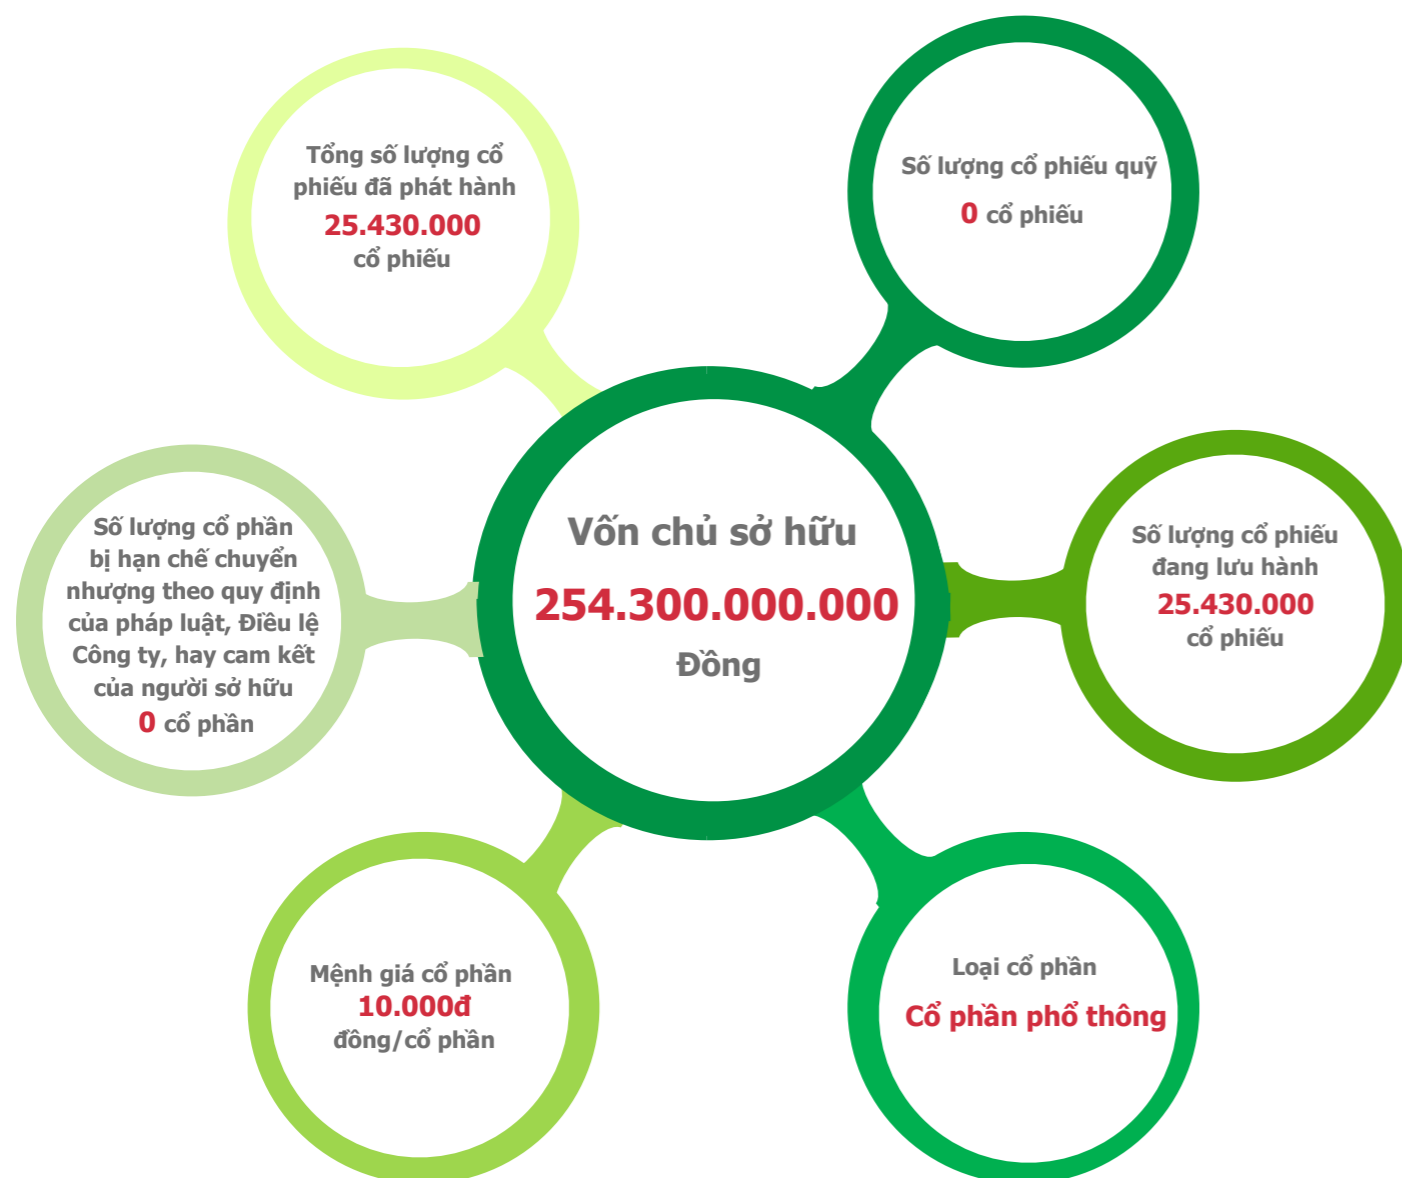 Tổng số lượng cổ
phiếu đã phát hành
25.430.000
cổ phiếu
Số lượng cổ phiếu quỹ
0 cổ phiếu
Số lượng cổ phần
bị hạn chế chuyển
nhượng theo quy định
của pháp luật, Điều lệ
Công ty, hay cam kết
của người sở hữu
0 cổ phần
Vốn chủ sở hữu
254.300.000.000
Đồng
Số lượng cổ phiếu
đang lưu hành
25.430.000
cổ phiếu
Mệnh giá cổ phần
10.000đ
đồng/cổ phần
Loại cổ phần
Cổ phần phổ thông